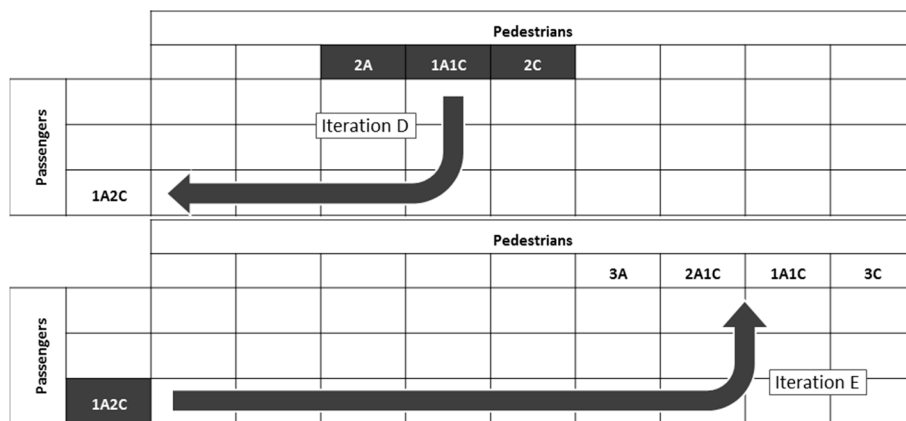 Pedestrians
2A 1A1C 2C
Passengers
Iteration D
1A2C
Pedestrians
3A 2A1C 1A1C 3C
Passengers
Iteration E
1A2C